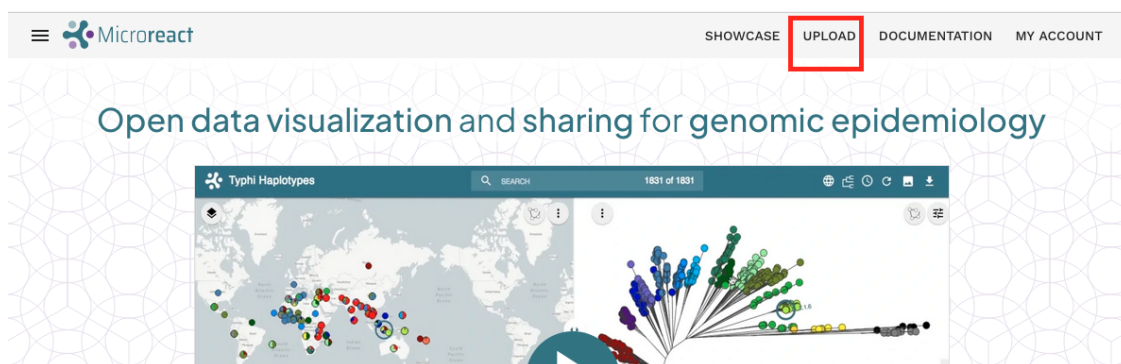 Microreact
SHOWCASE UPLOAD DOCUMENTATION MY ACCOUNT
Open data visualization and sharing for genomic epidemiology
Typhi Haplotypes
SEARCH
1831 of 1831